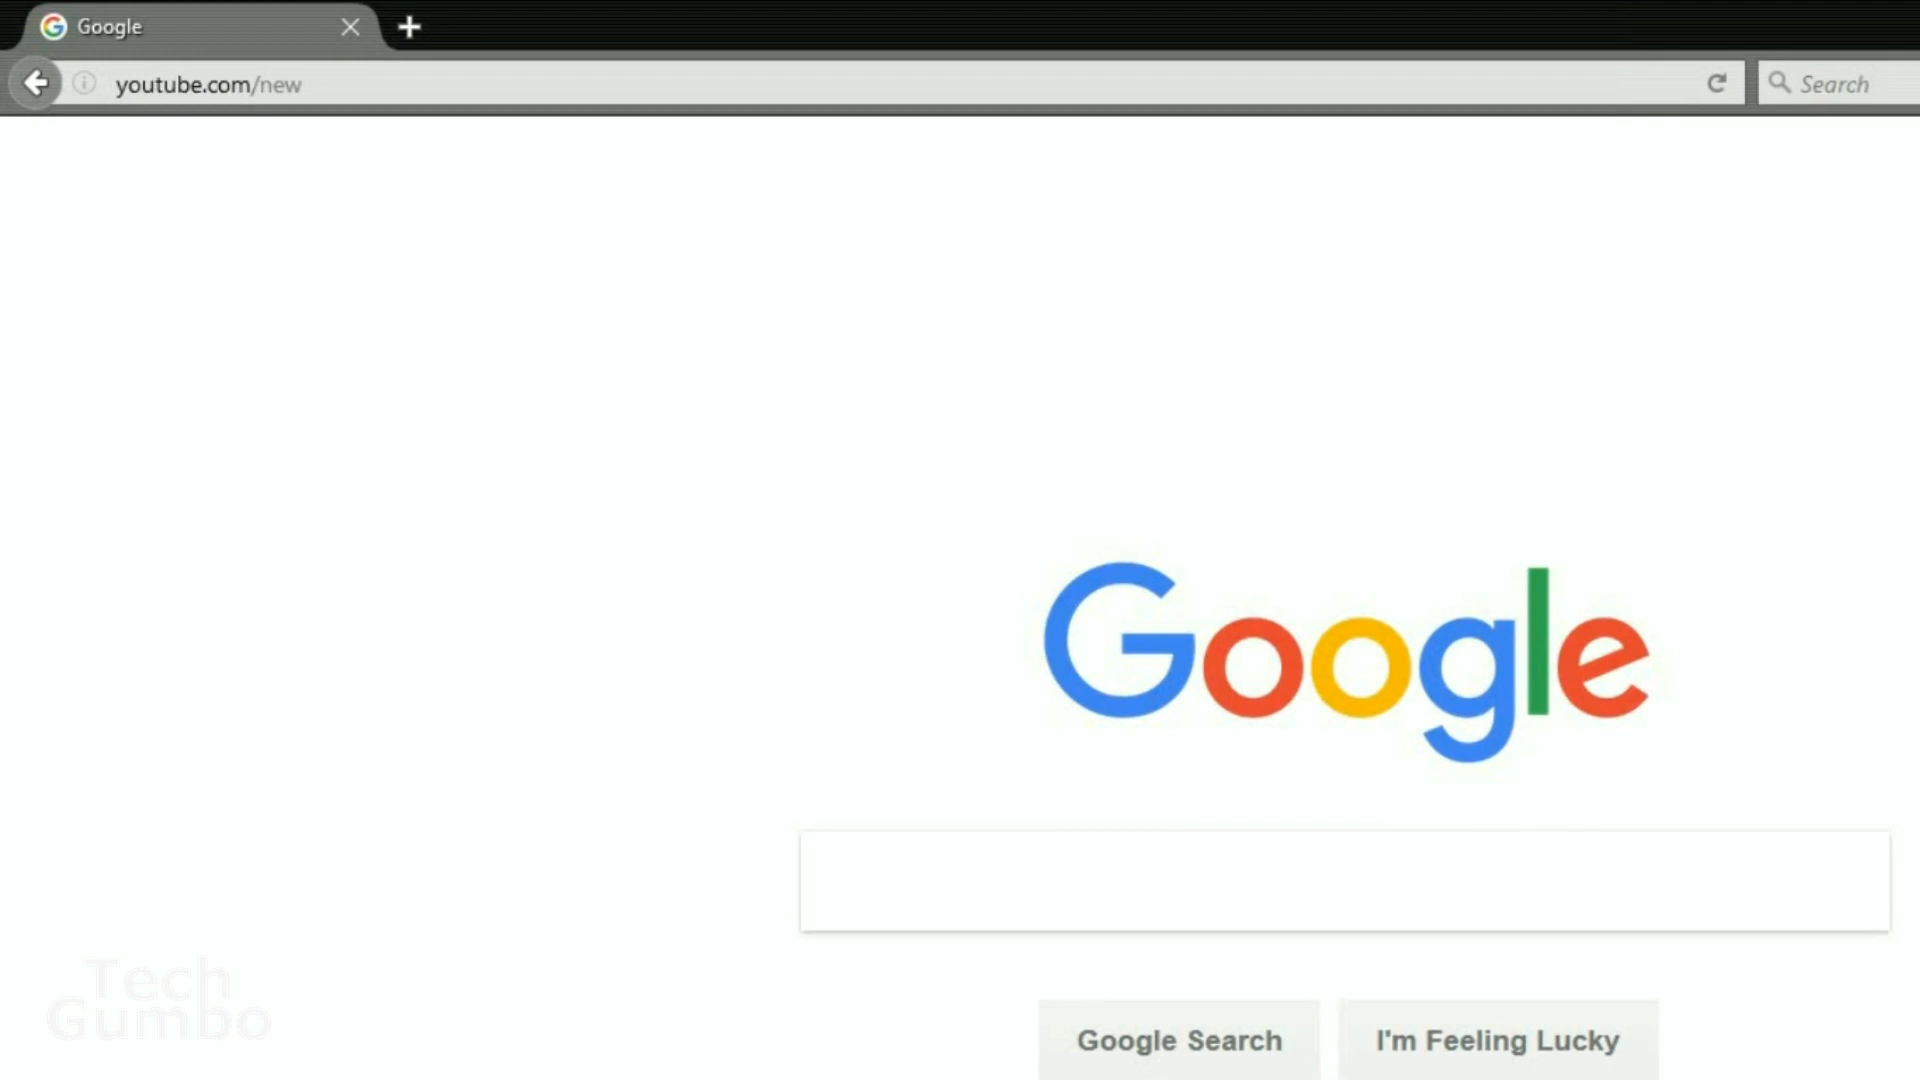 Google
youtube.com/new
Search
Google
Google Search
I'm Feeling Lucky
Tech
Gumbo